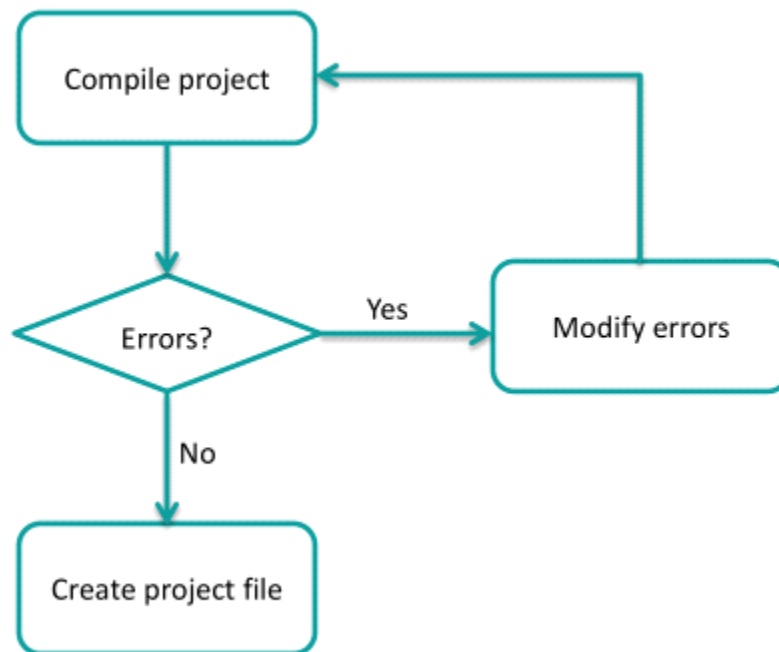 Compile project
Errors?
Yes
Modify errors
No
Create project file